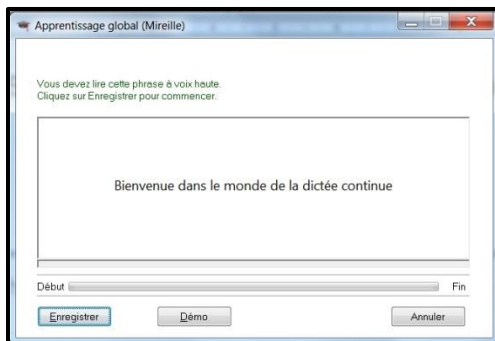 Apprentissage global (Mireille)
Vous devez lire cette phrase à voix haute.
Cliquez sur Enregistrer pour commencer.
Bienvenue dans le monde de la dictée continue
Début Fin
Enregistrer Démo Annuler